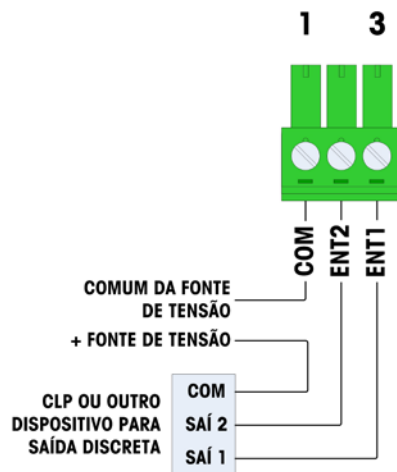 1 3
COM
ENT2
ENT1
COMUM DA FONTE
DE TENSÃO
+ FONTE DE TENSÃO
CLP OU OUTRO
DISPOSITIVO PARA
SAÍDA DISCRETA
COM
SAÍ 2
SAÍ 1